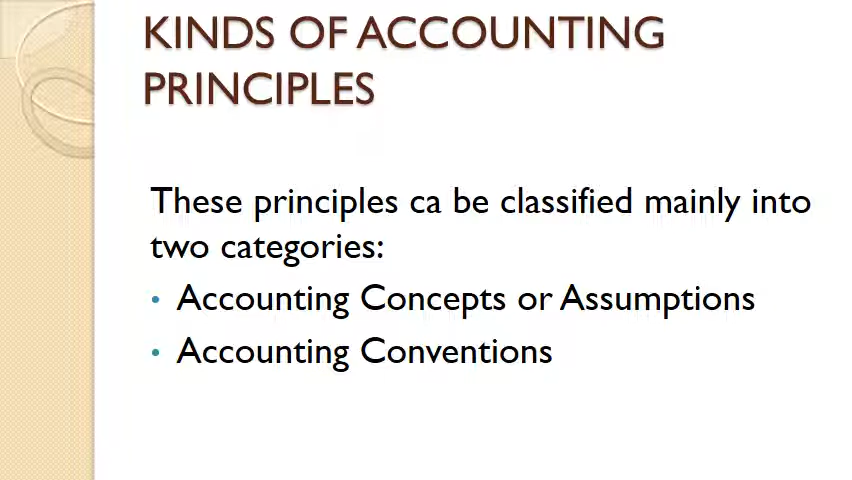 KINDS OF ACCOUNTING
PRINCIPLES
These principles ca be classified mainly into
two categories:
• Accounting Concepts or Assumptions
• Accounting Conventions